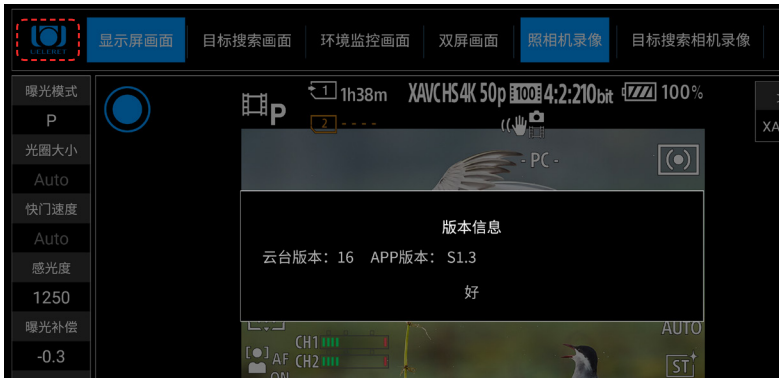 显示屏画面 目标搜索画面 环境监控画面 双屏画面 照相机录像 目标搜索相机录像
LIELERET
曝光模式
P
光圈大小
Auto
快门速度
Auto
感光度
1250
曝光补偿
-0.3
P 1 1h38m XAVC HS 4K 50p 100 4:2:2 10bit 100%
2 - - - -
- PC -
XA
版本信息
云台版本：16 APP版本： S1.3
好
AUTO
CH1
AF CH2
ON
ST